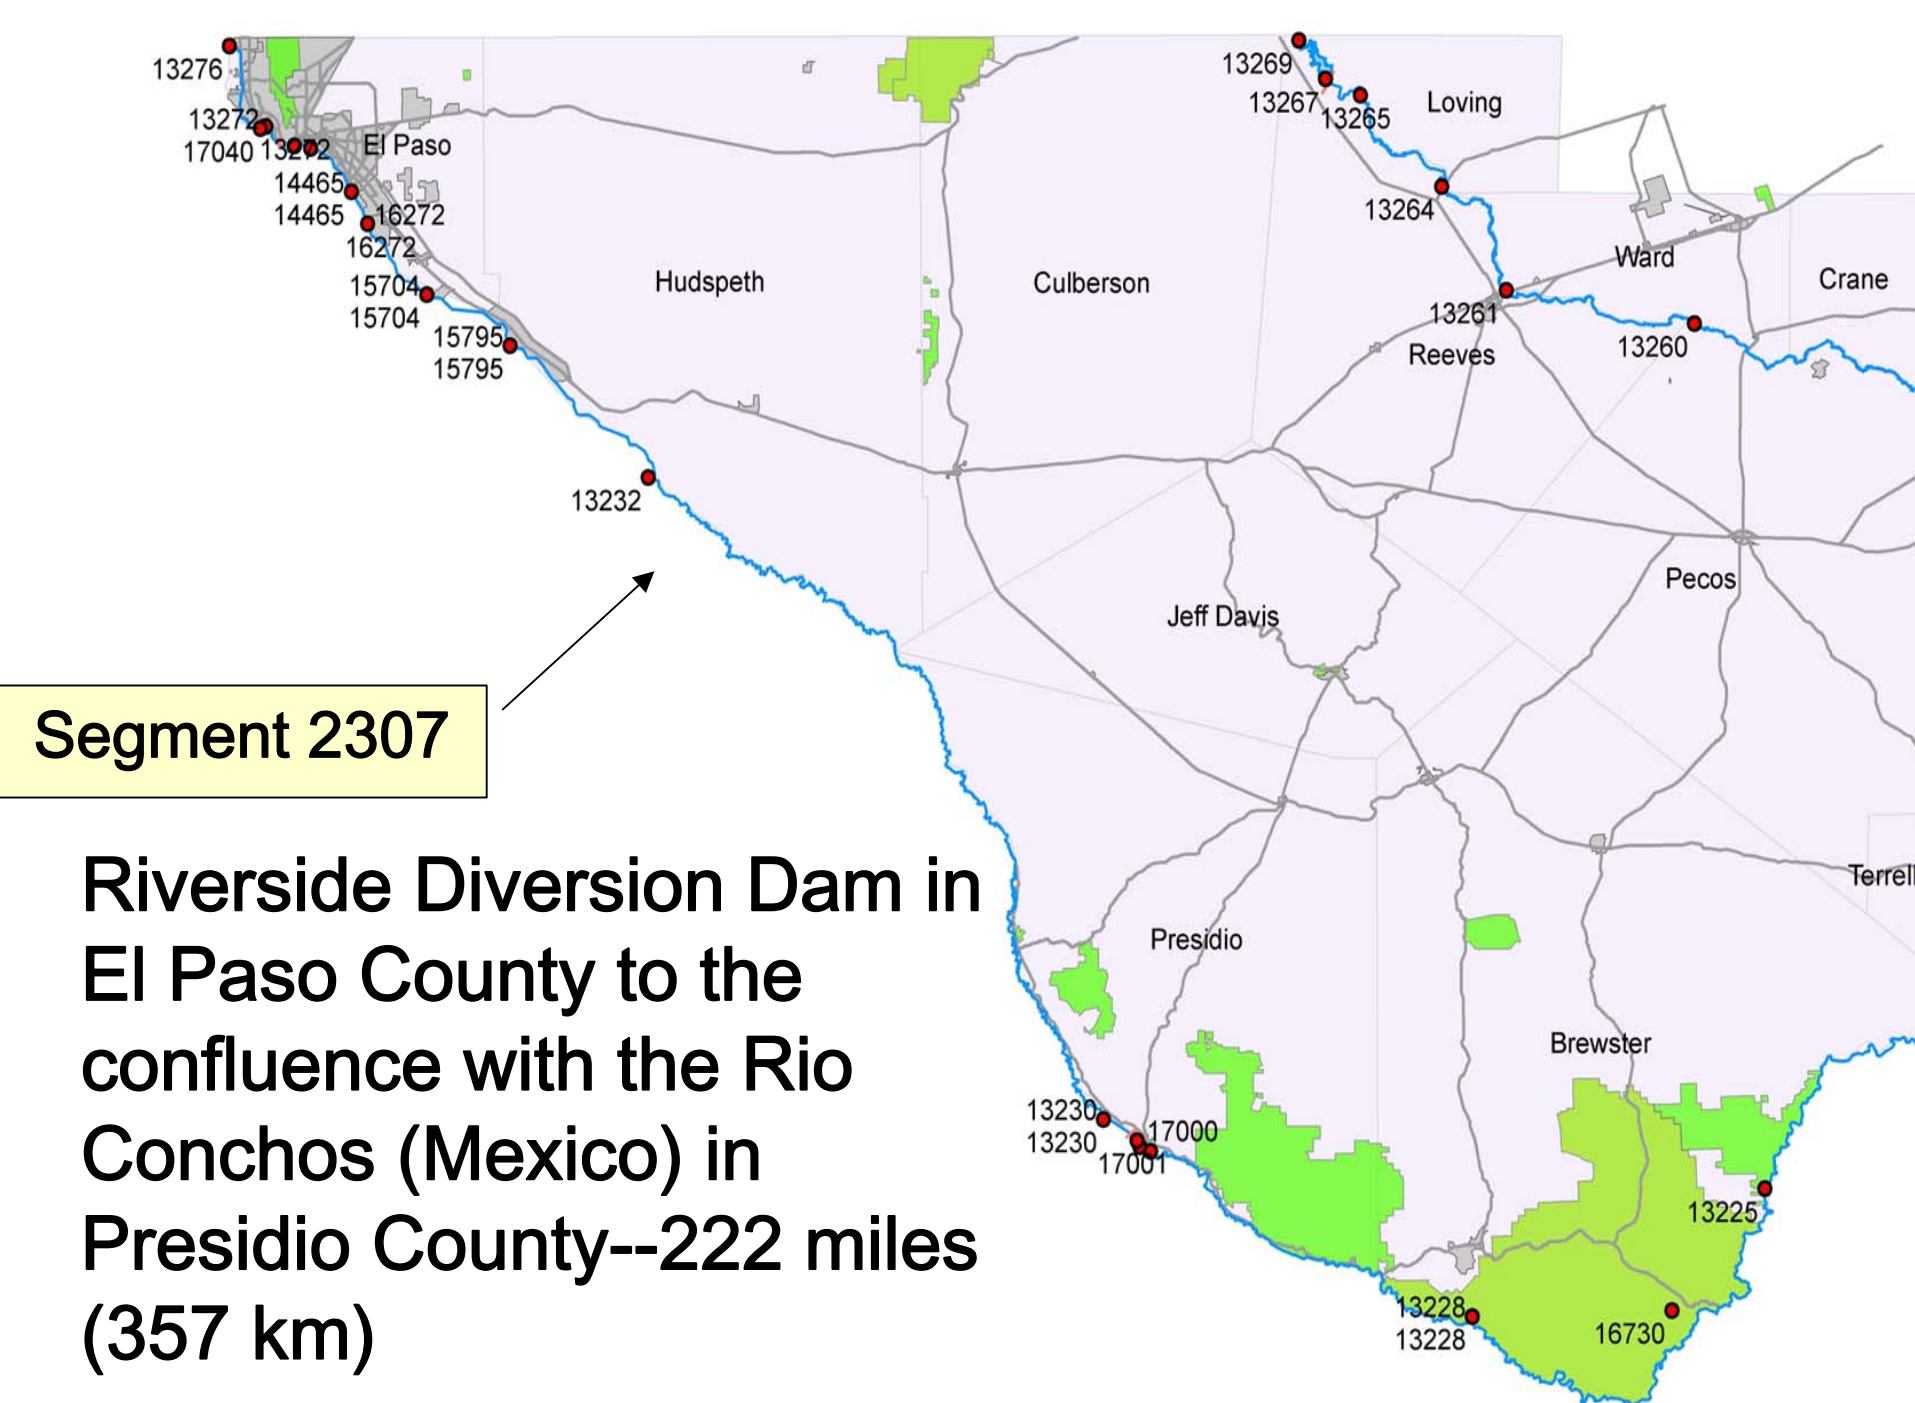 13276
13269
13267
13265
Loving
13272
17040
13272
El Paso
14465
14465
16272
16272
13264
15704
15704
Hudspeth
Culberson
Ward
Crane
15795
15795
13261
Reeves
13260
13232
Pecos
Jeff Davis
Segment 2307
Riverside Diversion Dam in
El Paso County to the
confluence with the Rio
Conchos (Mexico) in
Presidio County--222 miles
(357 km)
Terrell
Presidio
Brewster
13230
13230
17000
17001
13225
13228
13228
16730